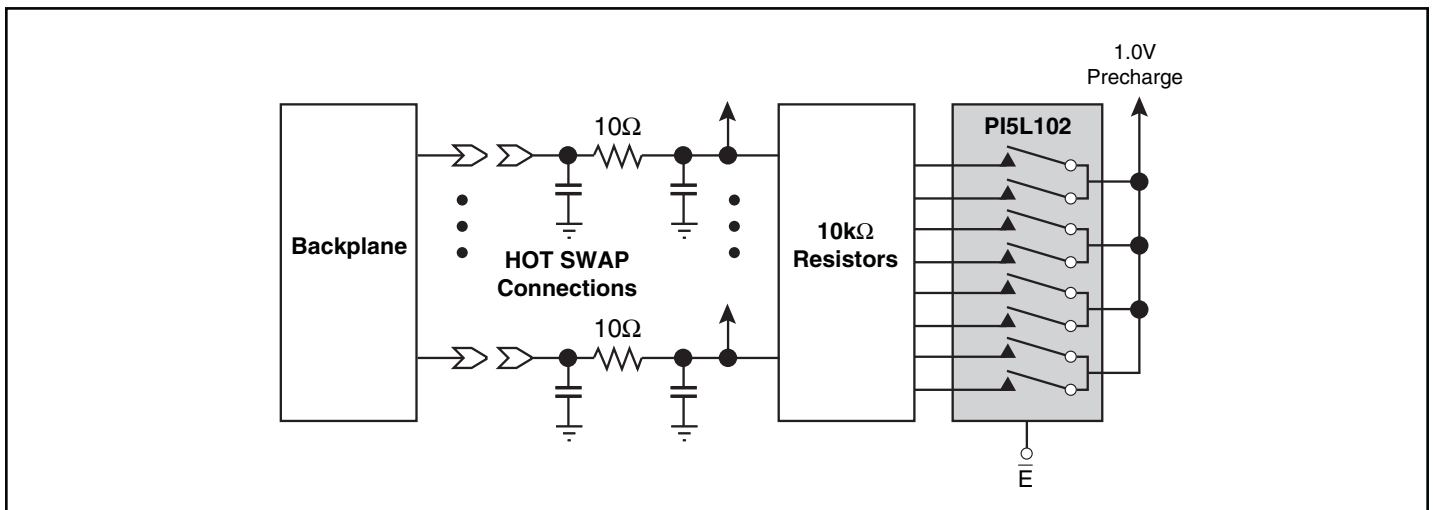 1.0V
Precharge
10Ω
PI5L102
Backplane
HOT SWAP
Connections
10kΩ
Resistors
10Ω
E̅